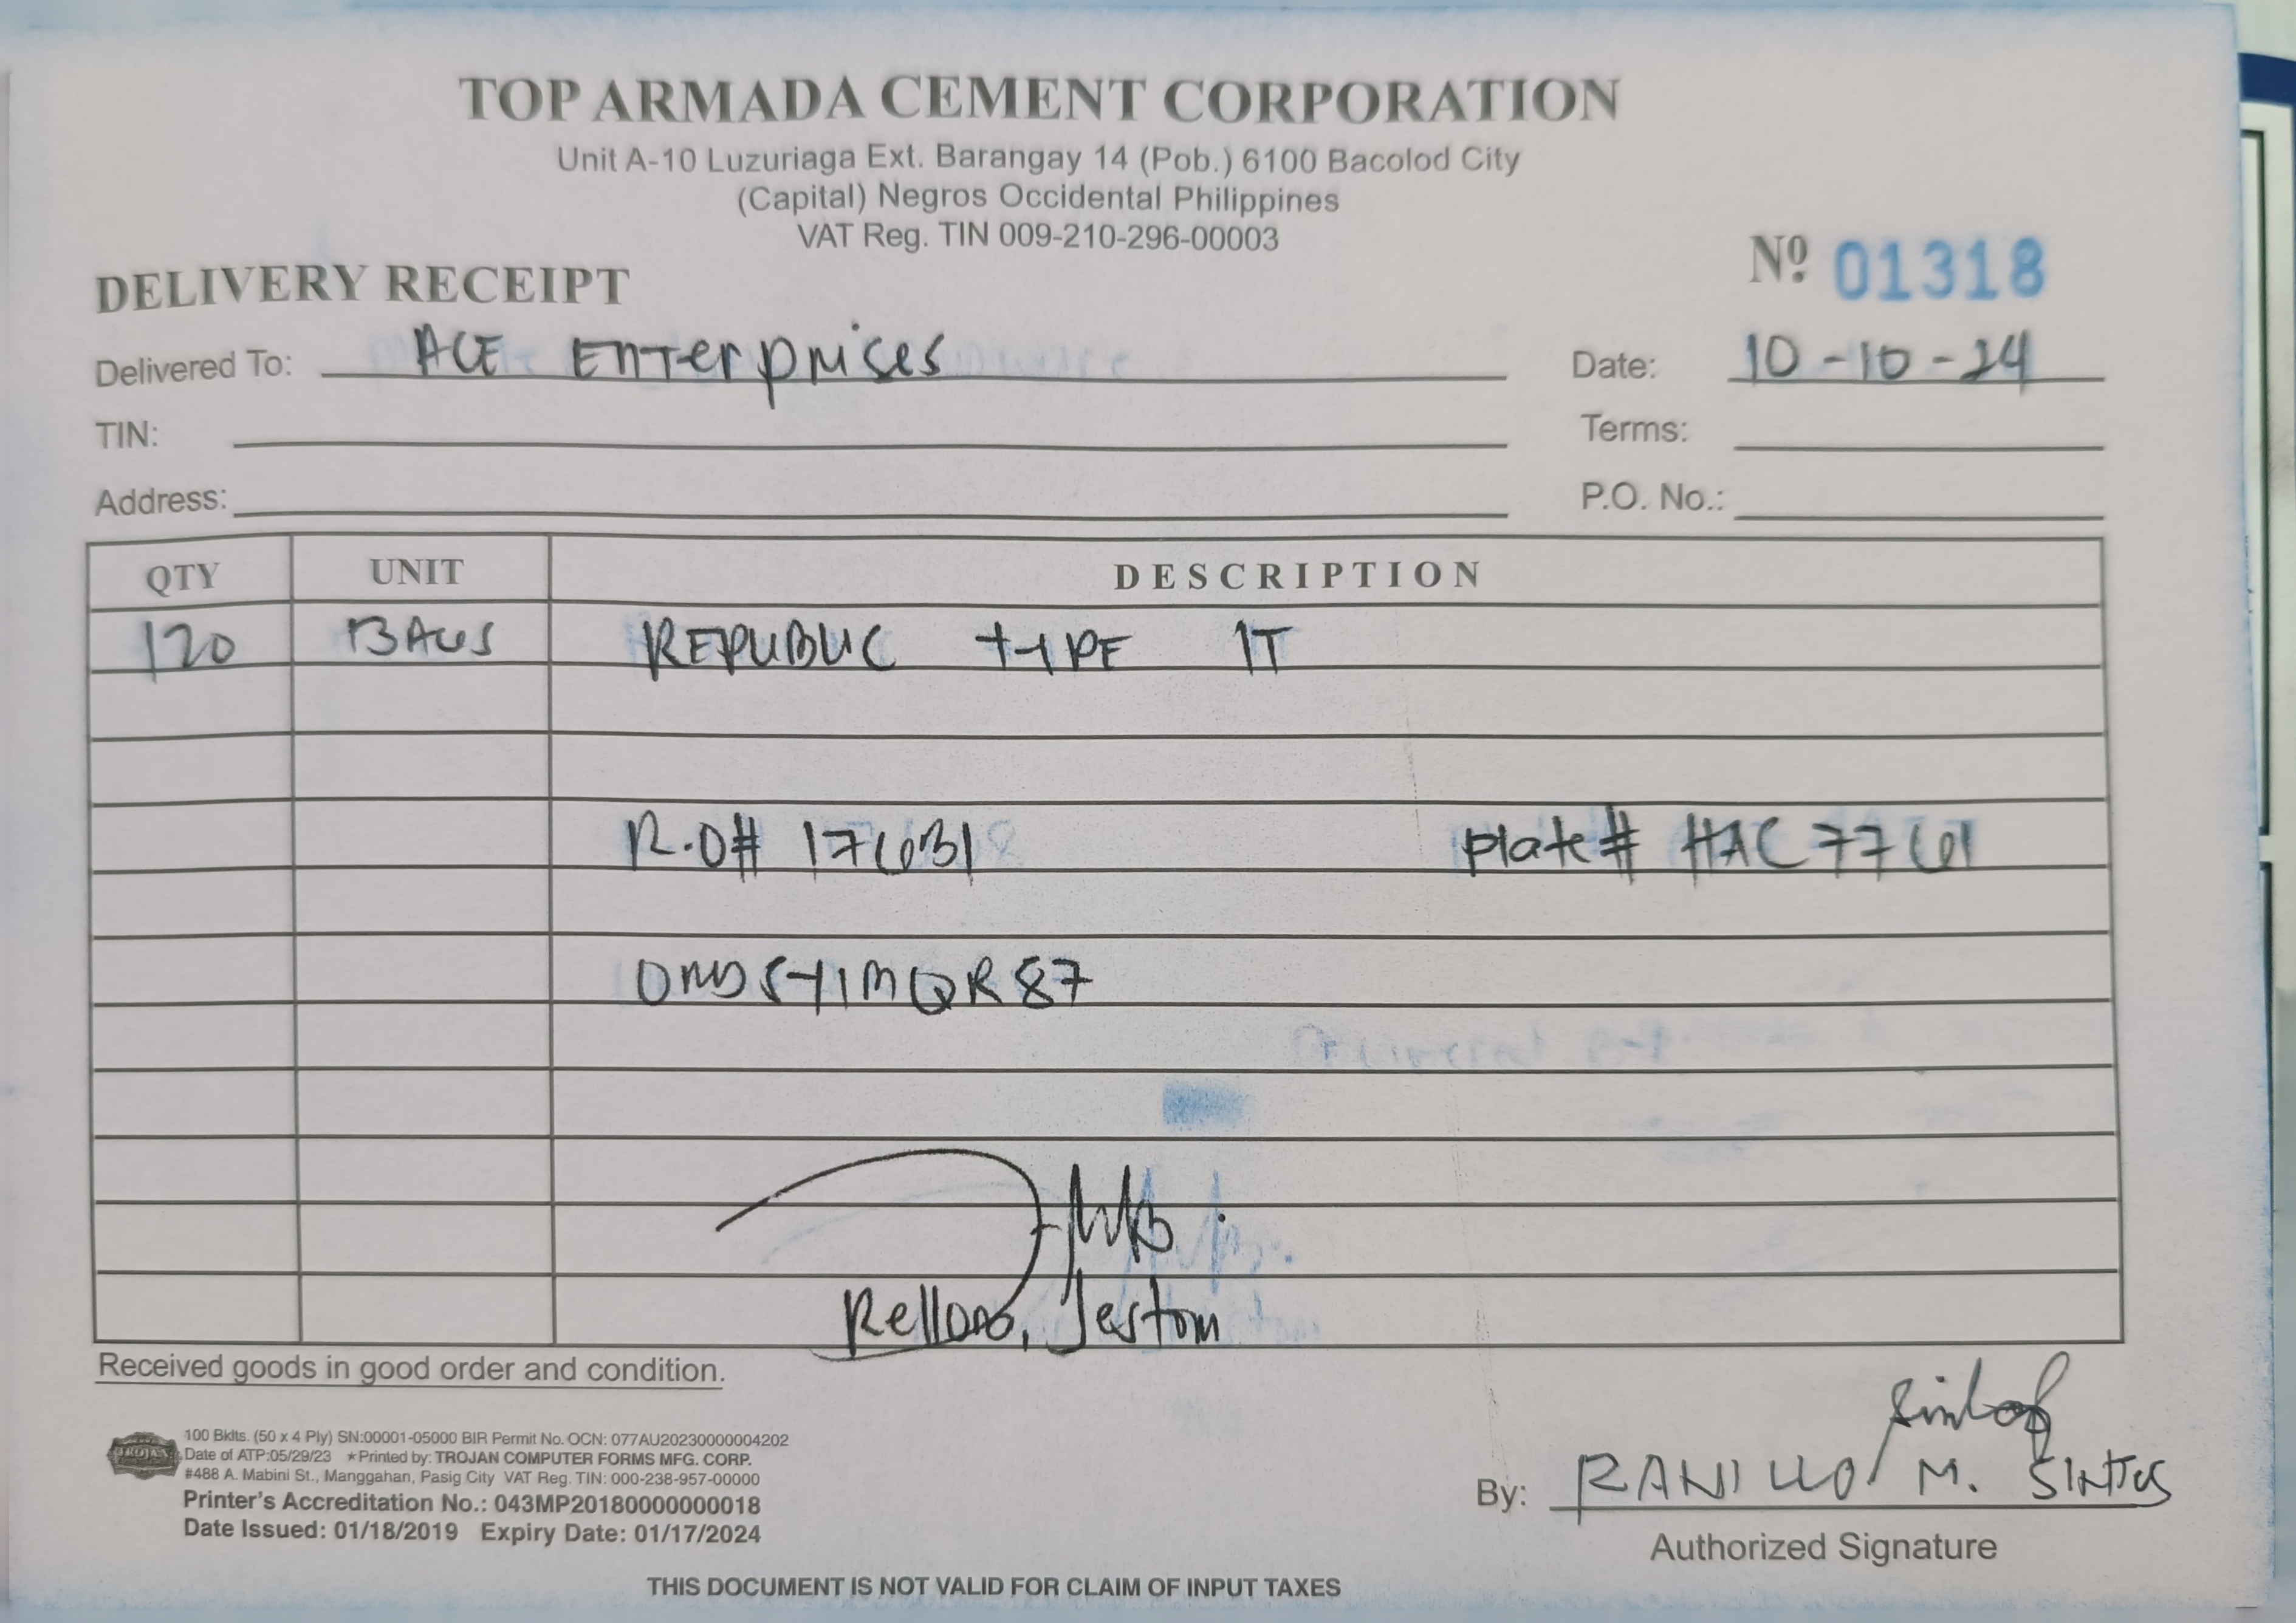 TOP ARMADA CEMENT CORPORATION
Unit A-10 Luzuriaga Ext. Barangay 14 (Pob.) 6100 Bacolod City
(Capital) Negros Occidental Philippines
VAT Reg. TIN 009-210-296-00003
DELIVERY RECEIPT
Nº 01318
Delivered To: ACE Enterprises
Date: 10-10-24
TIN:
Terms:
Address:
P.O. No.:
QTY UNIT DESCRIPTION
120 BAGS REPUBLIC TYPE 1T
R.O# 17631 Plate# HAC 7761
Rellono, Jestom
Received goods in good order and condition.
TROJAN
100 Bklts. (50 x 4 Ply) SN:00001-05000 BIR Permit No. OCN: 077AU20230000004202
Date of ATP:05/29/23 ★Printed by: TROJAN COMPUTER FORMS MFG. CORP.
#488 A. Mabini St., Manggahan, Pasig City VAT Reg. TIN: 000-238-957-00000
Printer's Accreditation No.: 043MP20180000000018
Date Issued: 01/18/2019 Expiry Date: 01/17/2024
By: RANILLO M. SINTOS
Authorized Signature
THIS DOCUMENT IS NOT VALID FOR CLAIM OF INPUT TAXES